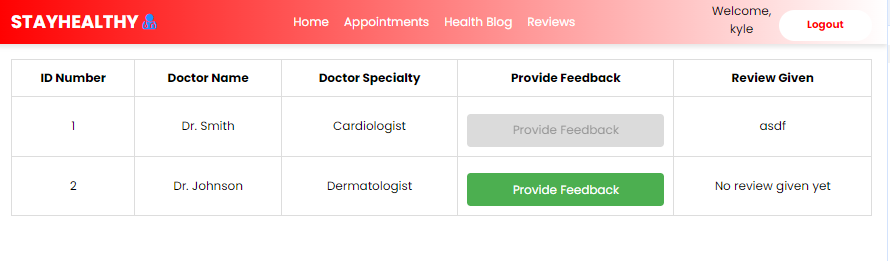 STAYHEALTHY
Home Appointments Health Blog Reviews
Welcome,
kyle
Logout
ID Number Doctor Name Doctor Specialty Provide Feedback Review Given
1 Dr. Smith Cardiologist Provide Feedback asdf
2 Dr. Johnson Dermatologist Provide Feedback No review given yet